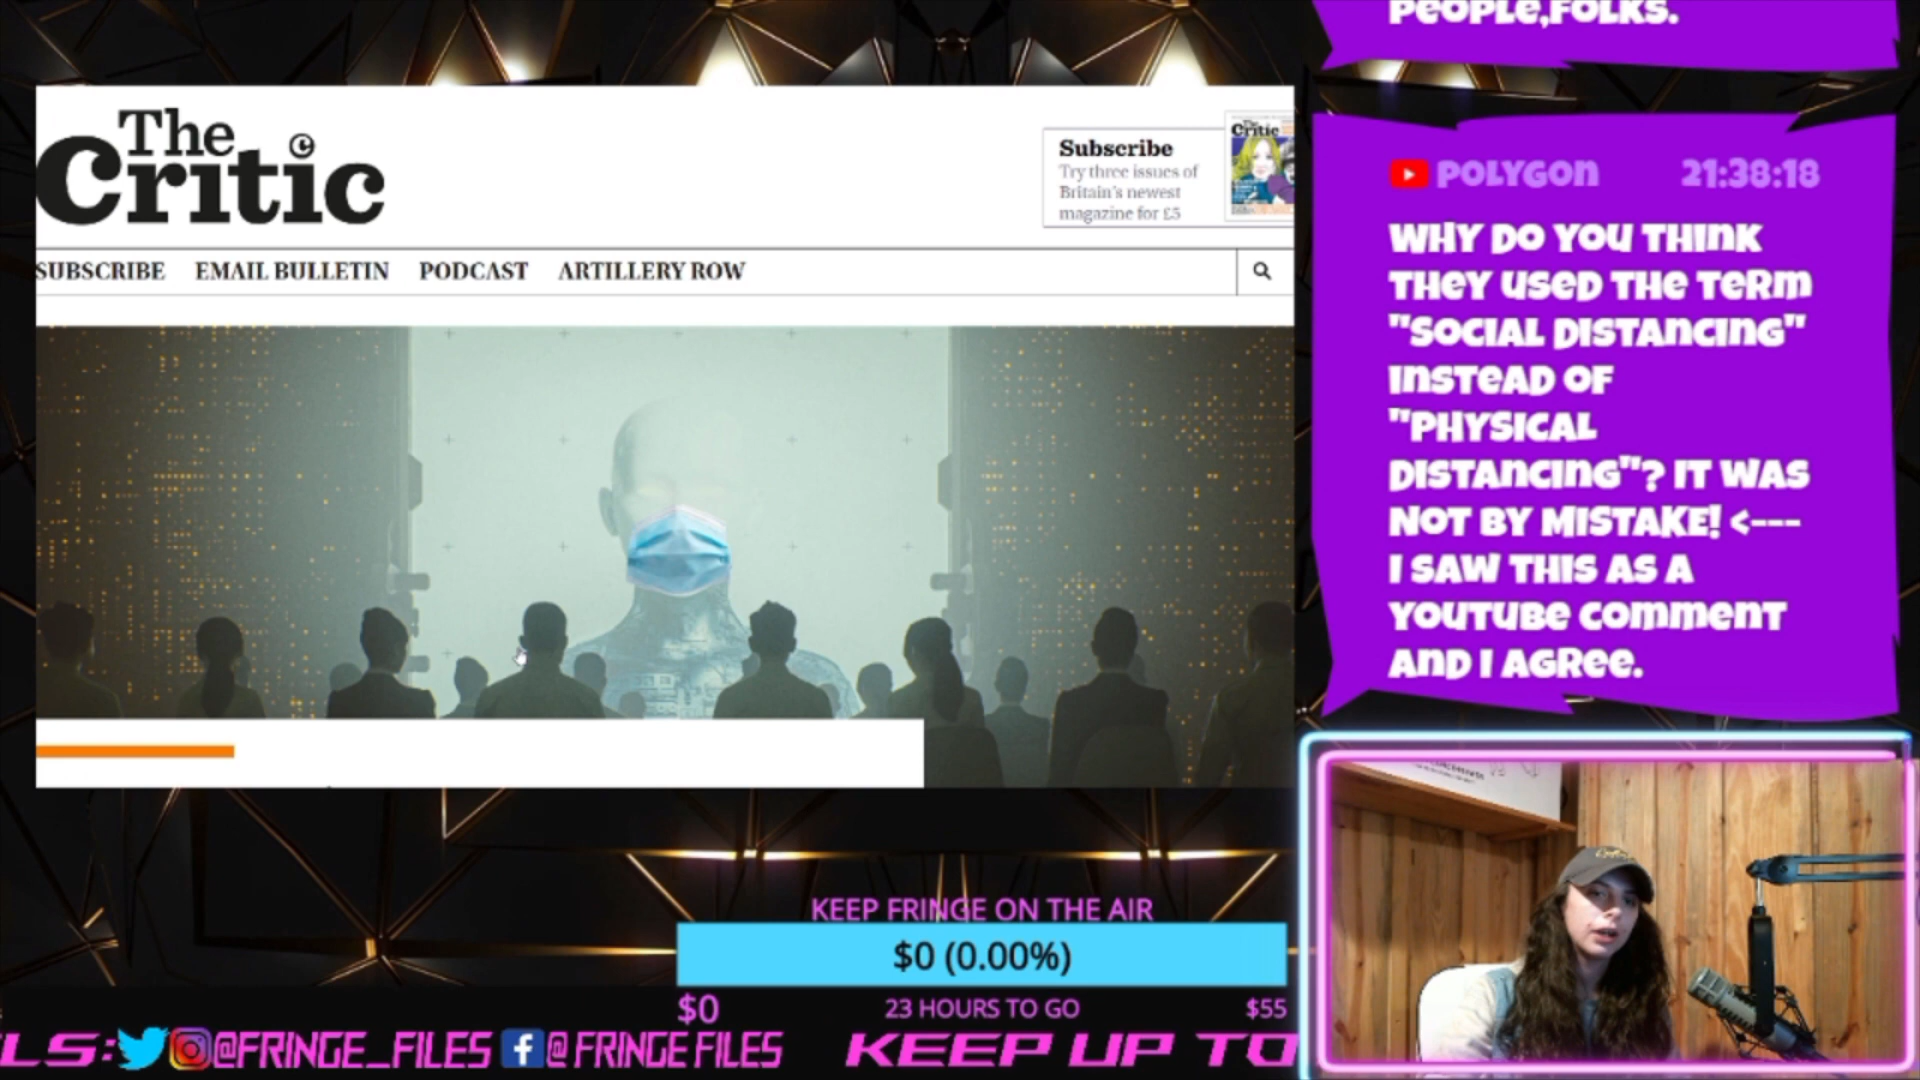 The
Critic
Subscribe
Try three issues of
Britain's newest
magazine for £5
The
Critic
SUBSCRIBE EMAIL BULLETIN PODCAST ARTILLERY ROW
PEOPLE,FOLKS.
POLYGON 21:38:18
WHY DO YOU THINK
THEY USED THE TERM
"SOCIAL DISTANCING"
INSTEAD OF
"PHYSICAL
DISTANCING"? IT WAS
NOT BY MISTAKE! <---
I SAW THIS AS A
YOUTUBE COMMENT
AND I AGREE.
KEEP FRINGE ON THE AIR
$0 (0.00%)
$0 23 HOURS TO GO $55
LS: @FRINGE_FILES @FRINGEFILES KEEP UP TO